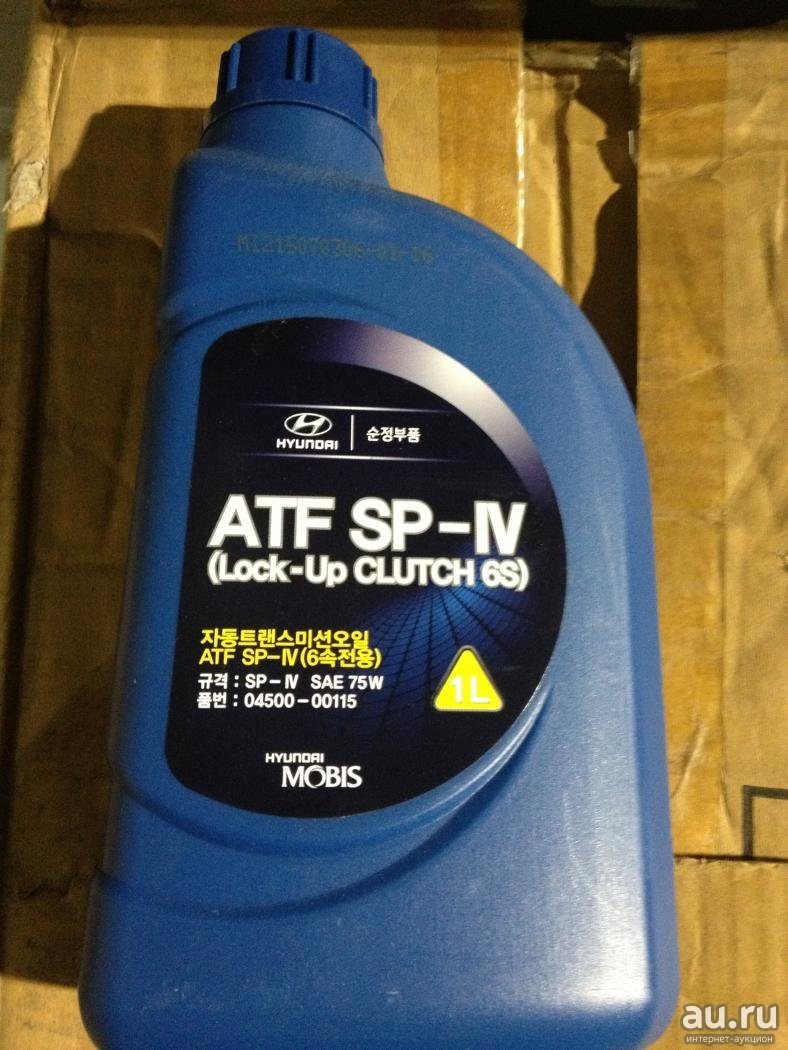 MI215070306-01-06
HYUNDAI 순정부품
ATF SP-IV
(Lock-Up CLUTCH 6S)
자동트랜스미션오일
ATF SP-IV(6속전용)
규격 : SP - IV SAE 75W
품번 : 04500-00115
1L
HYUNDAI
MOBIS
au.ru
интернет-аукцион